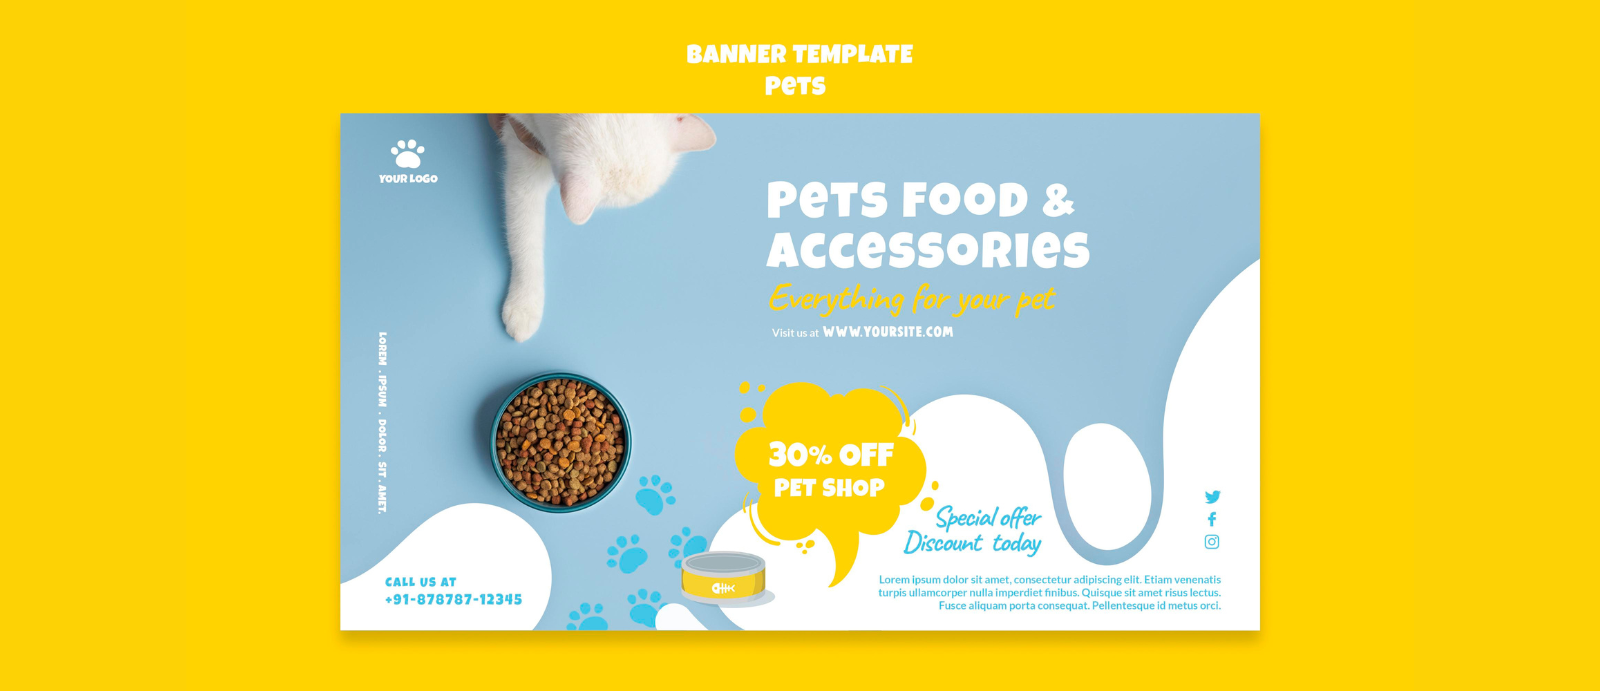 BANNER TEMPLATE
PETS
YOUR LOGO
PETS FOOD &
ACCESSORIES
Everything for your pet
Visit us at WWW.YOURSITE.COM
LOREM . IPSUM . DOLOR . SIT . AMET.
30% OFF
PET SHOP
Special offer
Discount today
CALL US AT
+91-878787-12345
Lorem ipsum dolor sit amet, consectetur adipiscing elit. Etiam venenatis
turpis ullamcorper nulla imperdiet finibus. Quisque sit amet risus lectus.
Fusce aliquam porta consequat. Pellentesque id metus orci.